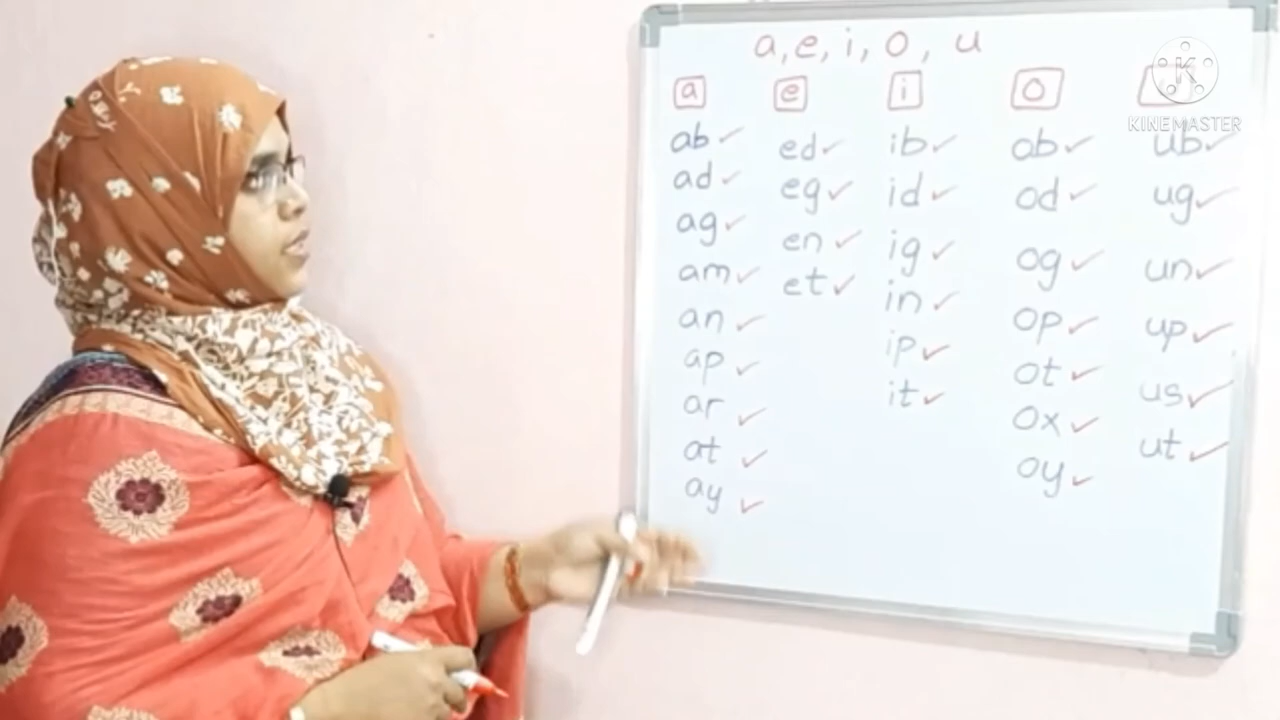 a, e, i, o, u
a
ab ✓
ad ✓
ag ✓
am ✓
an ✓
ap ✓
ar ✓
at ✓
ay ✓
e
ed ✓
eg ✓
en ✓
et ✓
i
ib ✓
id ✓
ig ✓
in ✓
ip ✓
it ✓
o
ab ✓
od ✓
og ✓
op ✓
ot ✓
ox ✓
oy ✓
K
KINEMASTER
ub ✓
ug ✓
un ✓
up ✓
us ✓
ut ✓